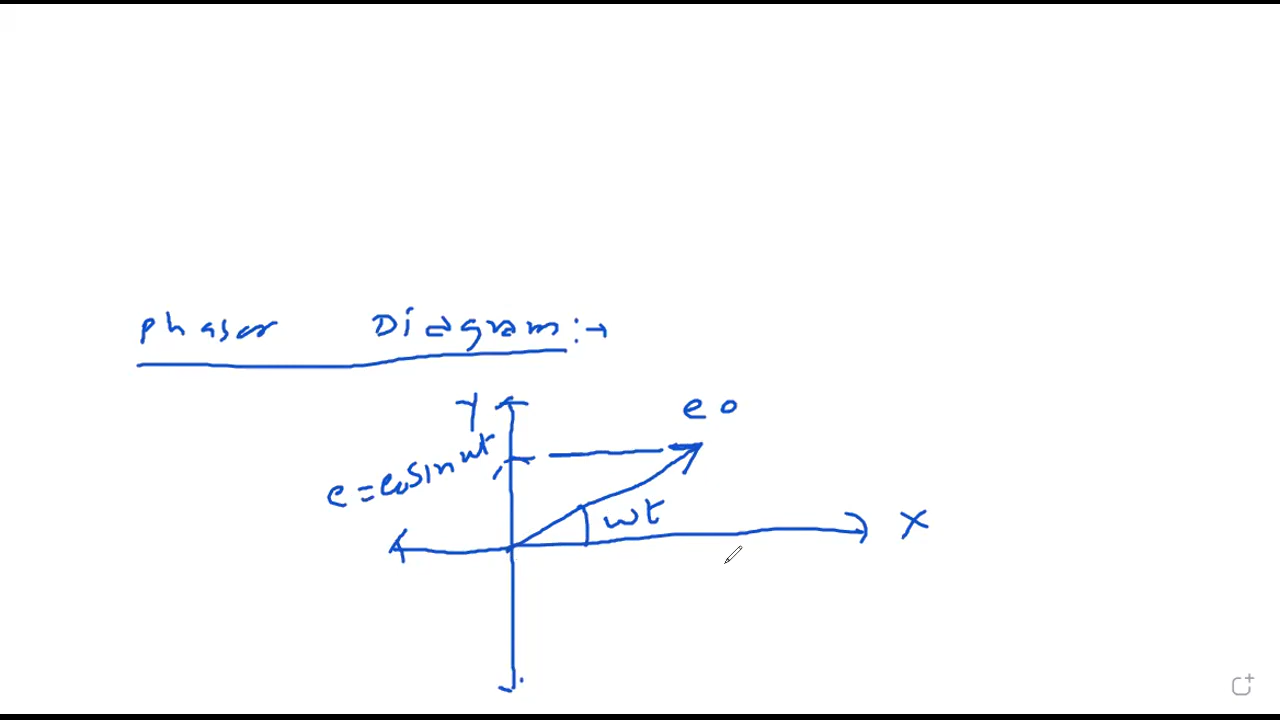 Phasor Diagram :→
Y
e0
e = e0 sin wt
wt
X